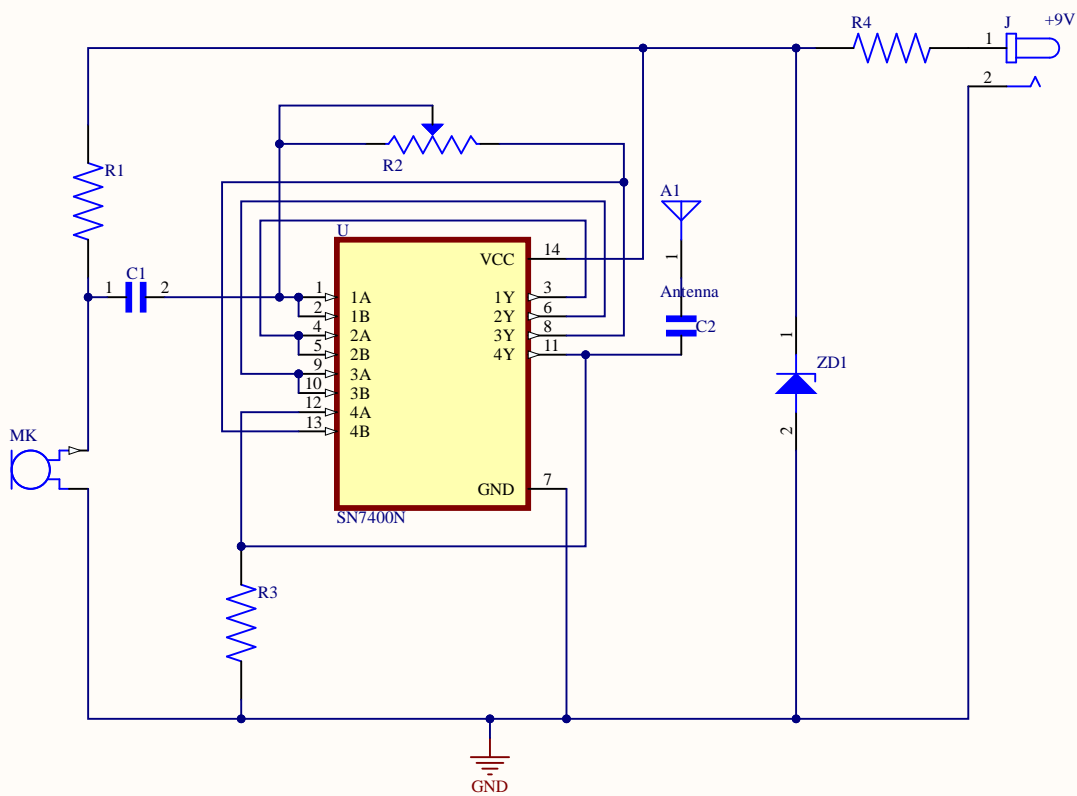 R4
J
+9V
1
2
R1
R2
A1
1
Antenna
C2
1
C1
2
U
VCC
14
1
1A
1Y
3
2
1B
2Y
6
4
2A
3Y
8
5
2B
4Y
11
9
3A
10
3B
12
4A
13
4B
GND
7
SN7400N
1
ZD1
2
MK
R3
GND